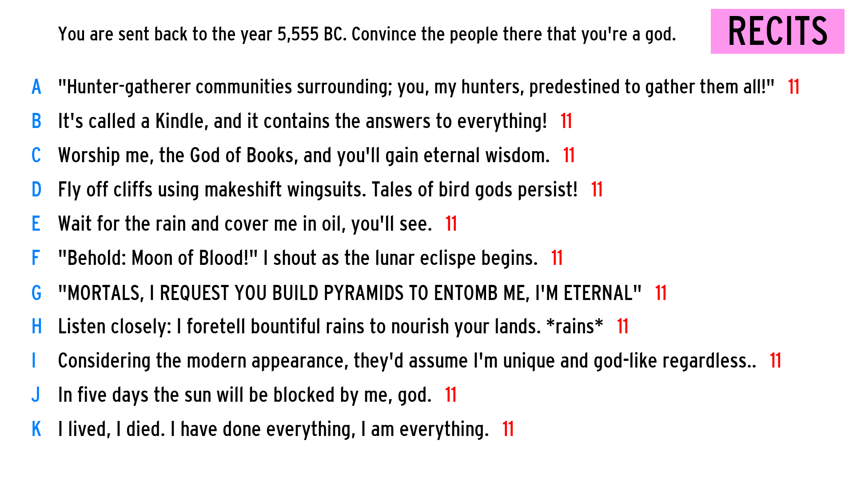 You are sent back to the year 5,555 BC. Convince the people there that you're a god.
RECITS
A "Hunter-gatherer communities surrounding; you, my hunters, predestined to gather them all!" 11
B It's called a Kindle, and it contains the answers to everything! 11
C Worship me, the God of Books, and you'll gain eternal wisdom. 11
D Fly off cliffs using makeshift wingsuits. Tales of bird gods persist! 11
E Wait for the rain and cover me in oil, you'll see. 11
F "Behold: Moon of Blood!" I shout as the lunar eclispe begins. 11
G "MORTALS, I REQUEST YOU BUILD PYRAMIDS TO ENTOMB ME, I'M ETERNAL" 11
H Listen closely: I foretell bountiful rains to nourish your lands. *rains* 11
I Considering the modern appearance, they'd assume I'm unique and god-like regardless.. 11
J In five days the sun will be blocked by me, god. 11
K I lived, I died. I have done everything, I am everything. 11